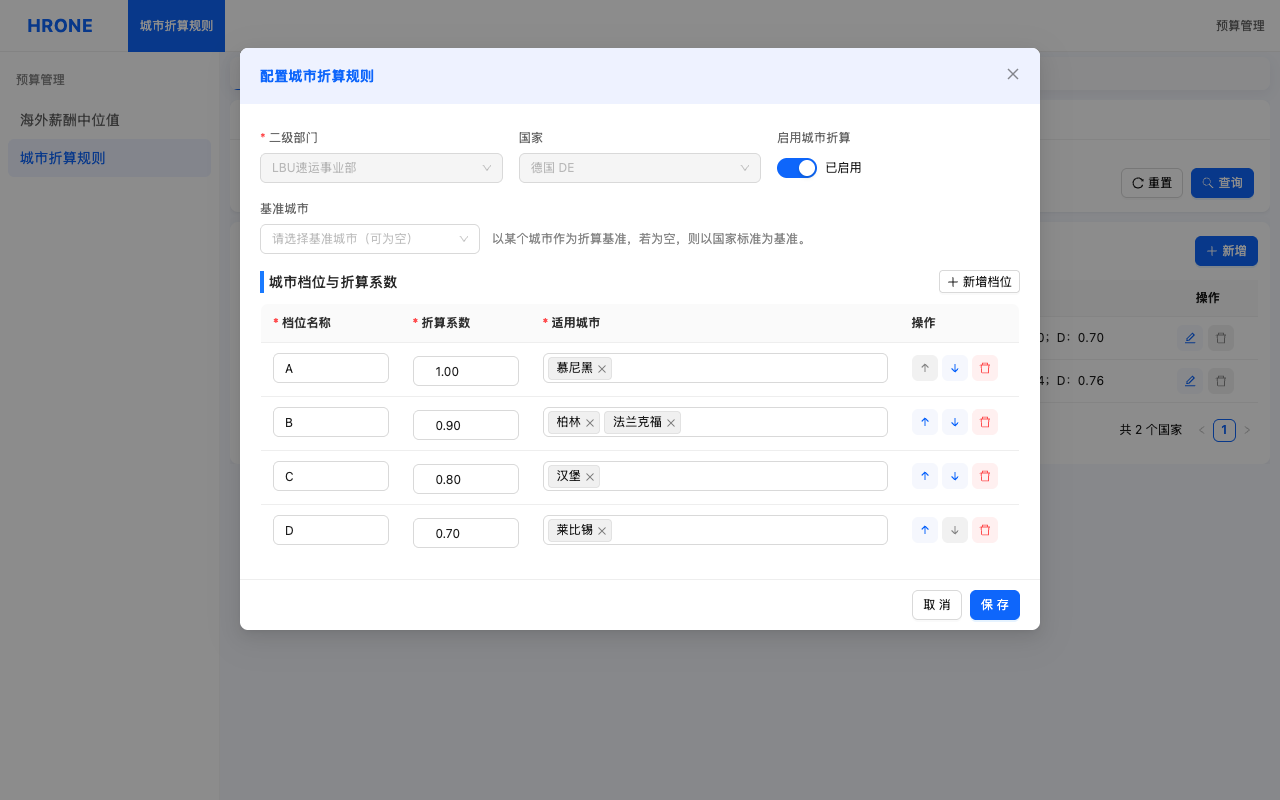 HRONE
城市折算规则
预算管理
预算管理
海外薪酬中位值
城市折算规则
配置城市折算规则
* 二级部门
国家
启用城市折算
LBU速运事业部
德国 DE
已启用
重置
查询
基准城市
请选择基准城市（可为空）
以某个城市作为折算基准，若为空，则以国家标准为基准。
新增
城市档位与折算系数
新增档位
* 档位名称
* 折算系数
* 适用城市
操作
操作
A
1.00
慕尼黑
0；D：0.70
B
0.90
柏林
法兰克福
4；D：0.76
共 2 个国家
1
C
0.80
汉堡
D
0.70
莱比锡
取 消
保 存